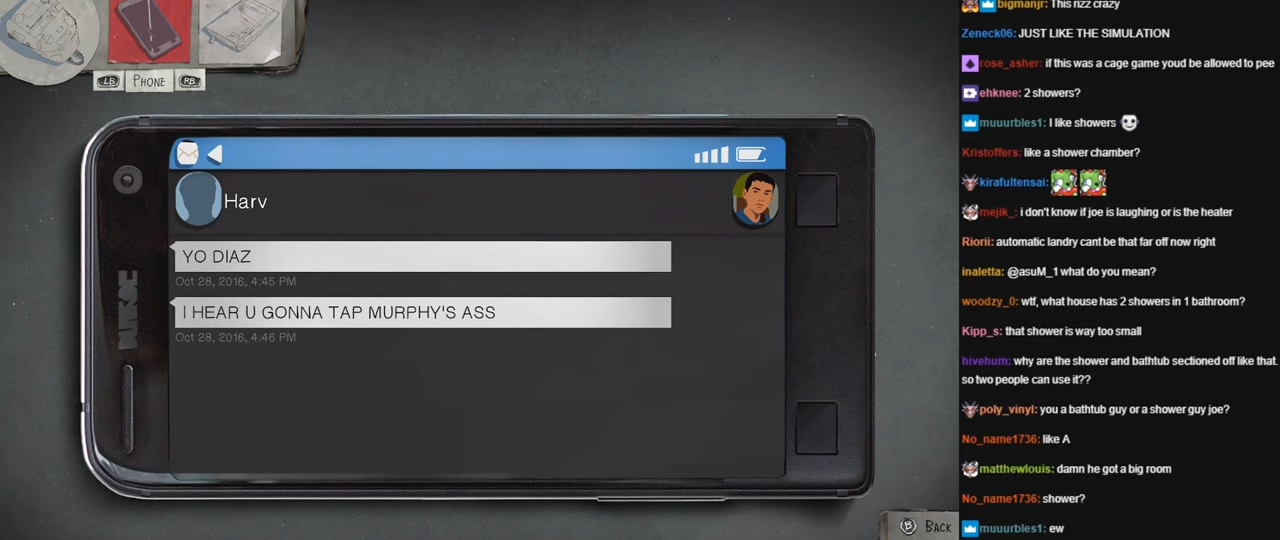 LB PHONE RB
Harv
YO DIAZ
Oct 28, 2016, 4:45 PM
I HEAR U GONNA TAP MURPHY'S ASS
Oct 28, 2016, 4:46 PM
B BACK
bigmanjr: This rizz crazy
Zeneck06: JUST LIKE THE SIMULATION
rose_asher: if this was a cage game youd be allowed to pee
ehknee: 2 showers?
muuurbles1: I like showers
Kristoffers: like a shower chamber?
kirafultensai:
mejik_: i don't know if joe is laughing or is the heater
Riorii: automatic landry cant be that far off now right
inaletta: @asuM_1 what do you mean?
woodzy_0: wtf, what house has 2 showers in 1 bathroom?
Kipp_s: that shower is way too small
hivehum: why are the shower and bathtub sectioned off like that.
so two people can use it??
poly_vinyl: you a bathtub guy or a shower guy joe?
No_name1736: like A
matthewlouis: damn he got a big room
No_name1736: shower?
muuurbles1: ew